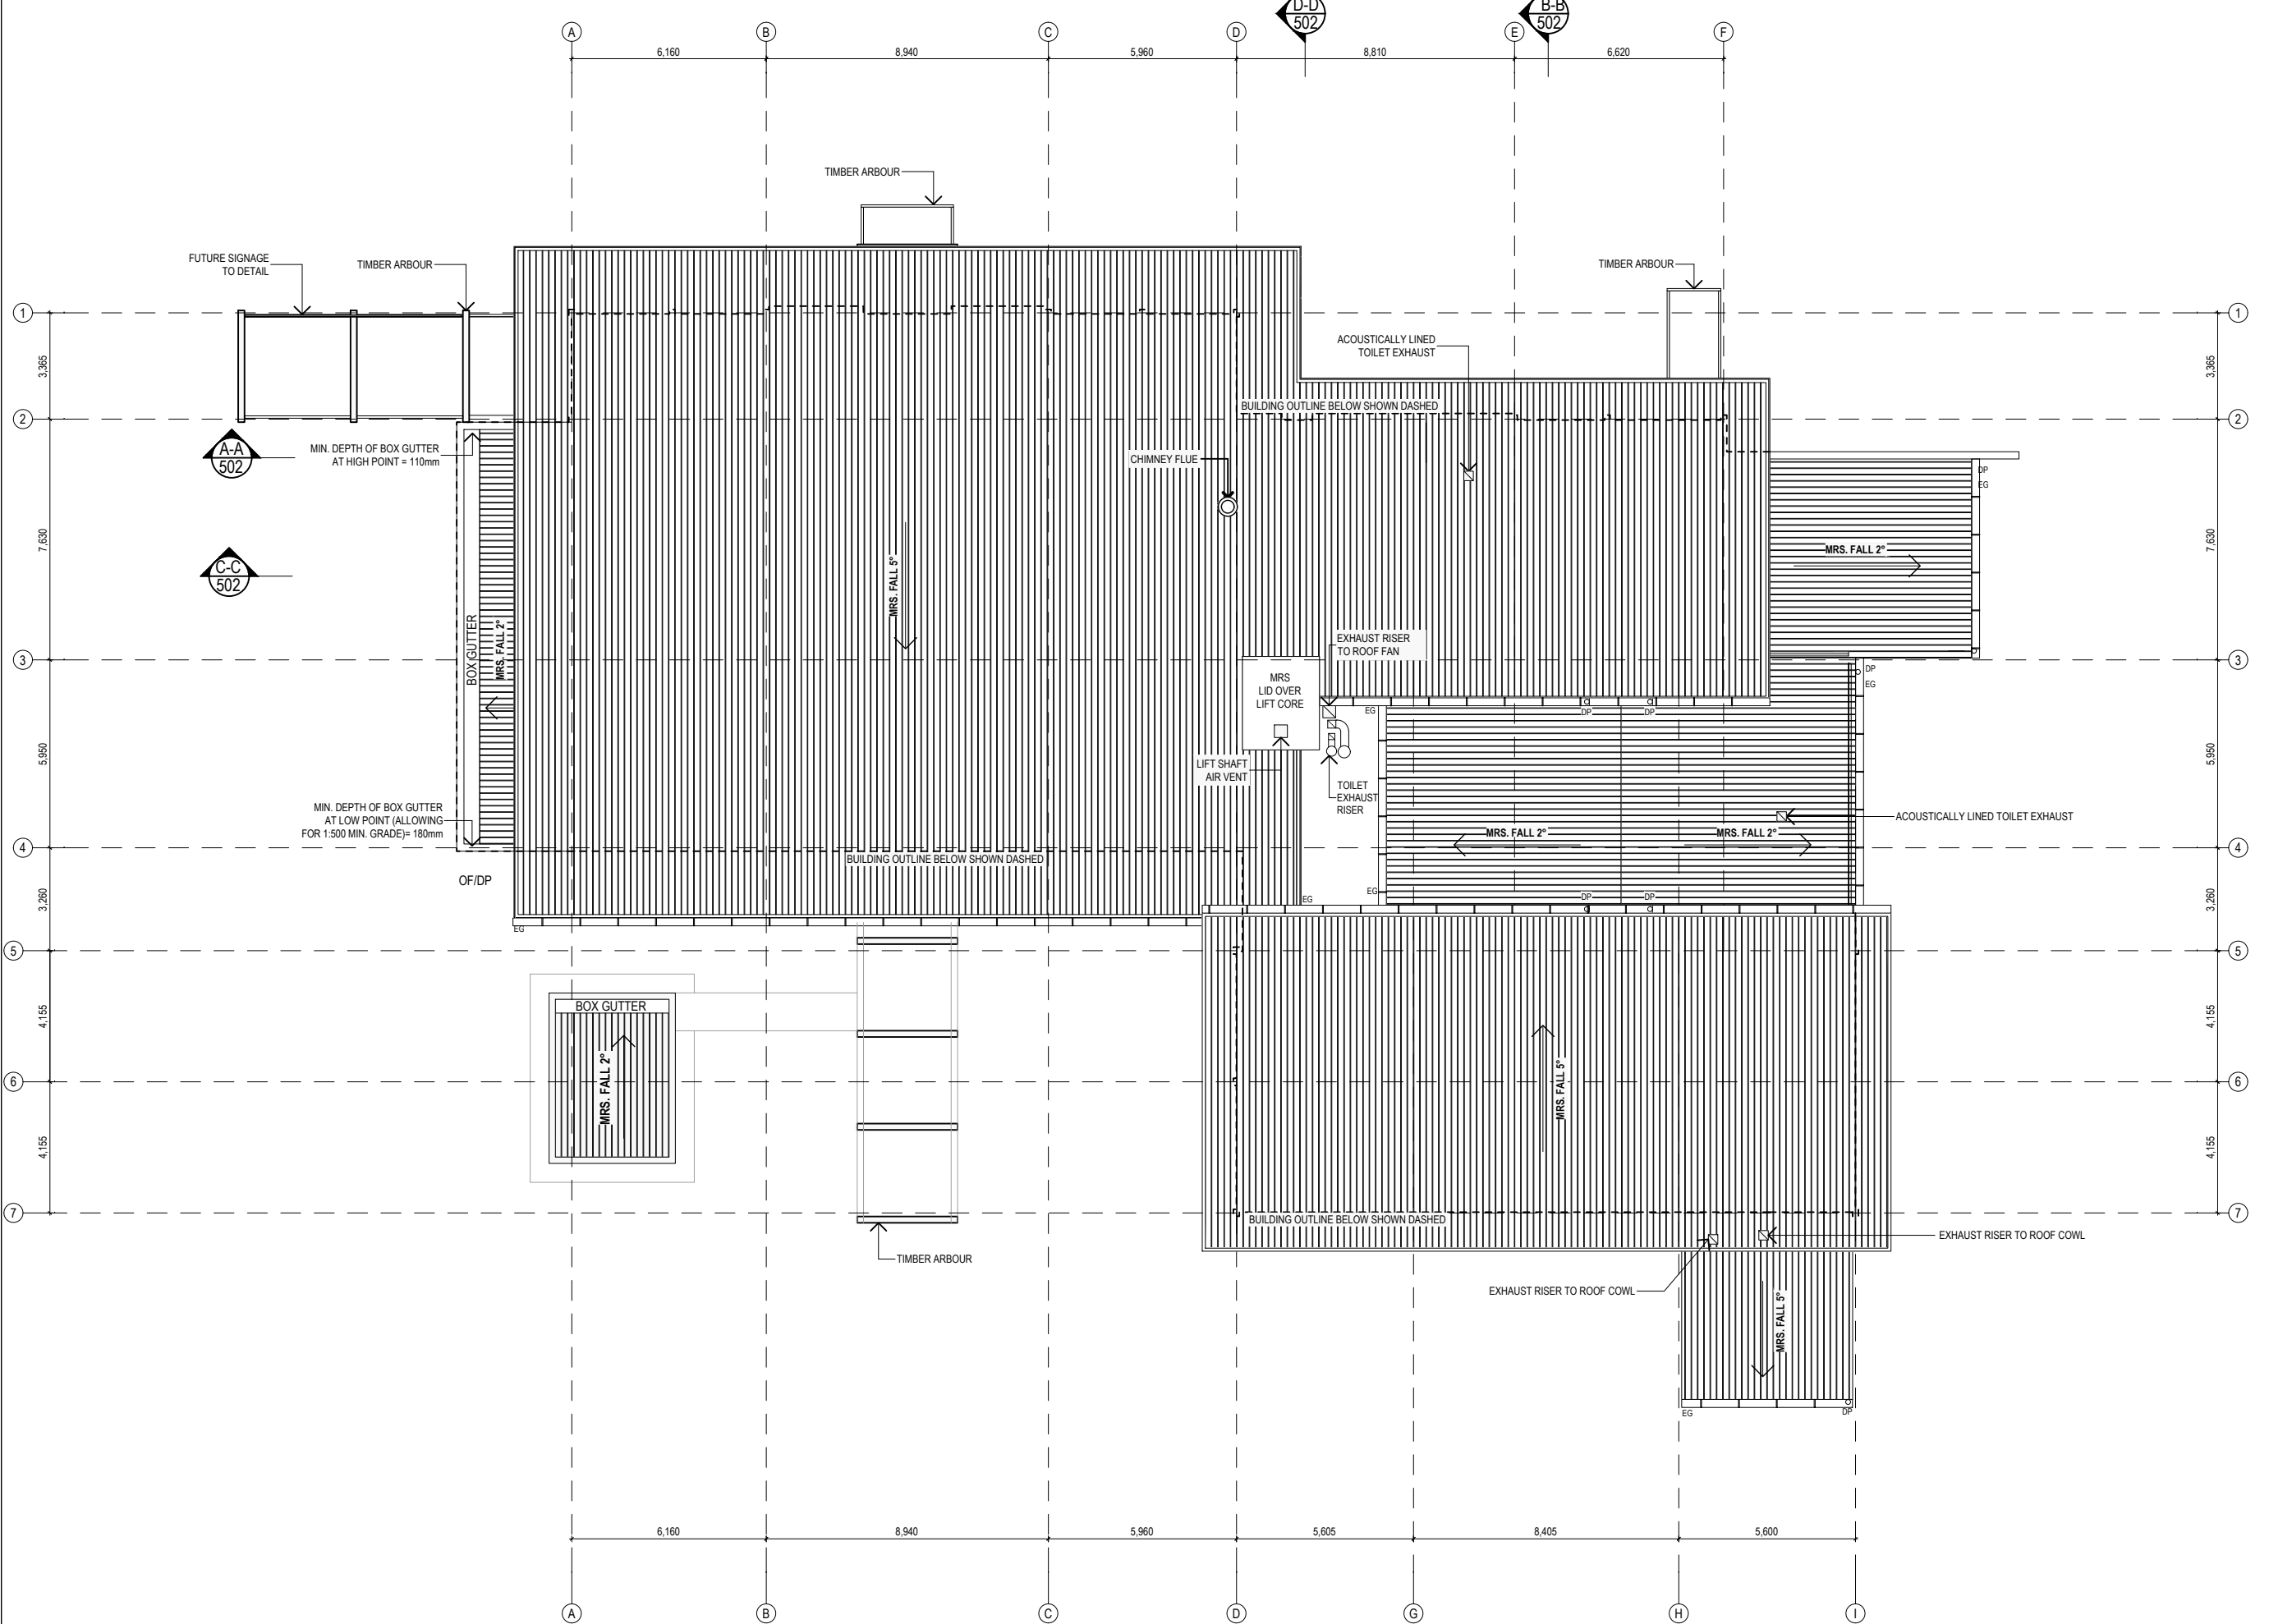 D-D
502
B-B
502
A
B
C
D
E
F
6,160
8,940
5,960
8,810
6,620
TIMBER ARBOUR
FUTURE SIGNAGE
TO DETAIL
TIMBER ARBOUR
TIMBER ARBOUR
1
1
3,365
3,365
ACOUSTICALLY LINED
TOILET EXHAUST
BUILDING OUTLINE BELOW SHOWN DASHED
2
2
A-A
502
MIN. DEPTH OF BOX GUTTER
AT HIGH POINT = 110mm
CHIMNEY FLUE
DP
EG
7,630
7,630
MRS. FALL 2°
C-C
502
MRS. FALL 5°
BOX GUTTER
MRS. FALL 2°
EXHAUST RISER
TO ROOF FAN
3
3
MRS
LID OVER
LIFT CORE
DP
EG
EG
DP
DP
5,950
5,950
LIFT SHAFT
AIR VENT
TOILET
EXHAUST
RISER
MIN. DEPTH OF BOX GUTTER
AT LOW POINT (ALLOWING
FOR 1:500 MIN. GRADE)= 180mm
ACOUSTICALLY LINED TOILET EXHAUST
MRS. FALL 2°
MRS. FALL 2°
4
4
BUILDING OUTLINE BELOW SHOWN DASHED
OF/DP
EG
EG
DP
DP
3,260
3,260
EG
5
5
BOX GUTTER
4,155
4,155
MRS. FALL 2°
MRS. FALL 5°
6
6
4,155
4,155
7
7
BUILDING OUTLINE BELOW SHOWN DASHED
EXHAUST RISER TO ROOF COWL
TIMBER ARBOUR
EXHAUST RISER TO ROOF COWL
MRS. FALL 5°
EG
DP
6,160
8,940
5,960
5,605
8,405
5,600
A
B
C
D
G
H
I